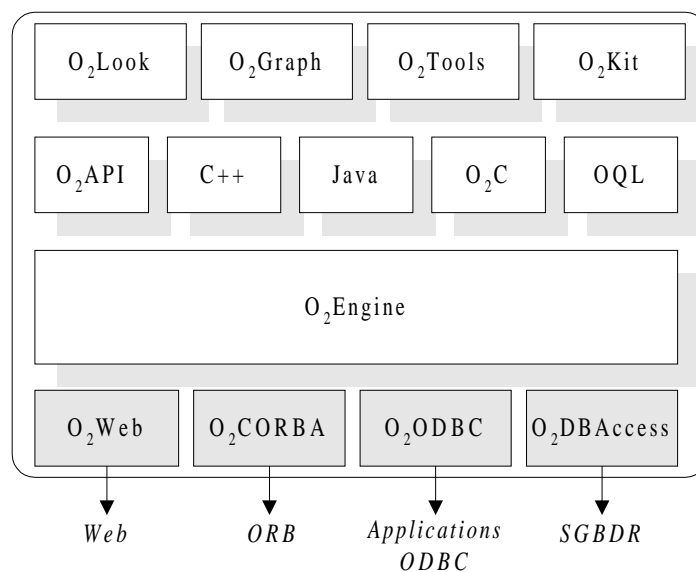 O₂Look O₂Graph O₂Tools O₂Kit
O₂API C++ Java O₂C OQL
O₂Engine
O₂Web O₂CORBA O₂ODBC O₂DBAccess
Web ORB Applications ODBC SGBDR